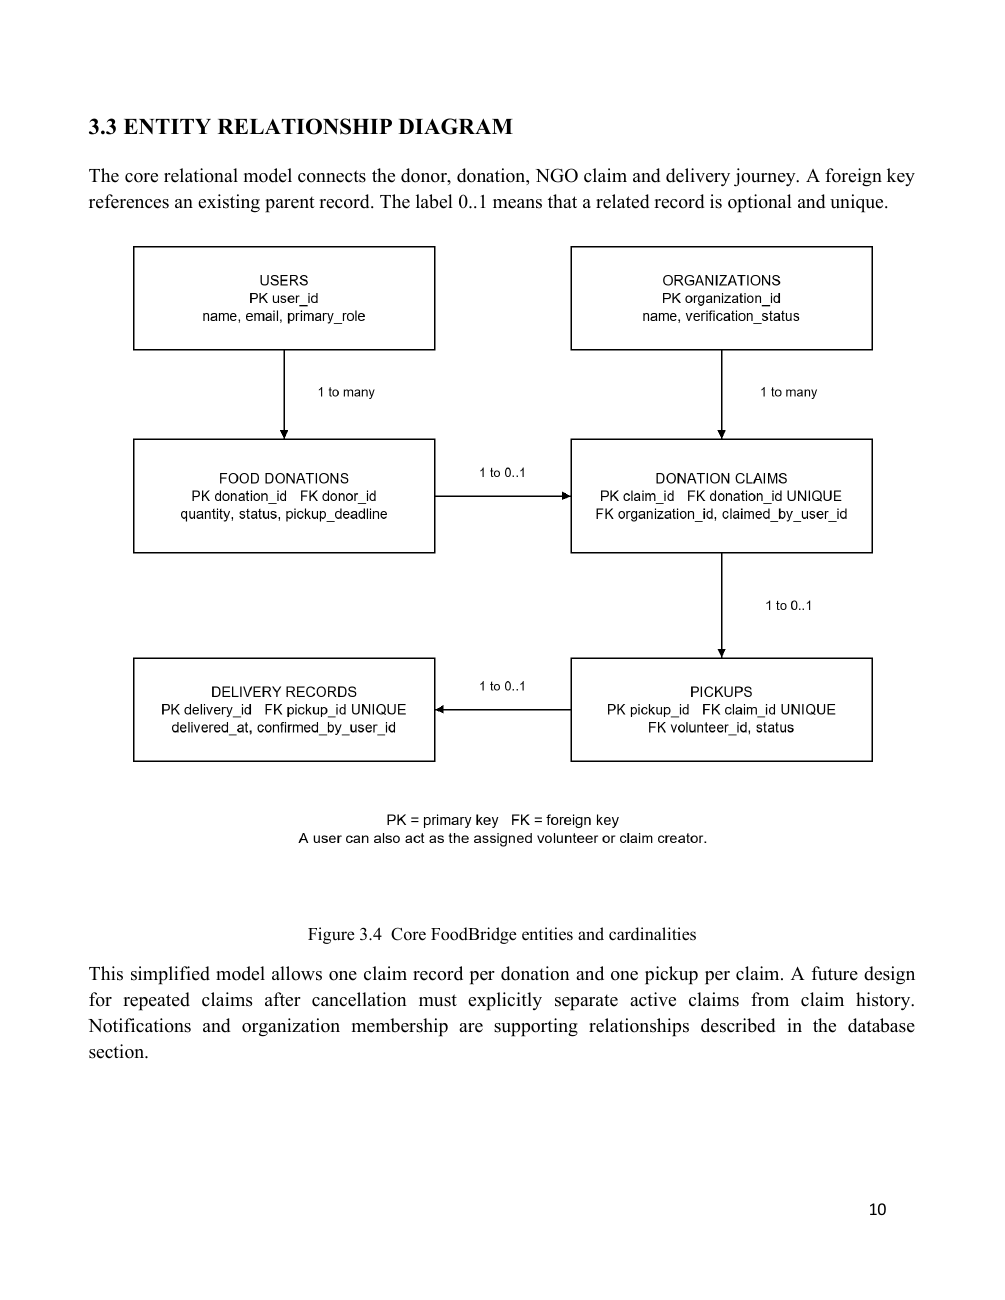 3.3 ENTITY RELATIONSHIP DIAGRAM
The core relational model connects the donor, donation, NGO claim and delivery journey. A foreign key
references an existing parent record. The label 0..1 means that a related record is optional and unique.
USERS
PK user_id
name, email, primary_role
ORGANIZATIONS
PK organization_id
name, verification_status
1 to many
1 to many
FOOD DONATIONS
PK donation_id   FK donor_id
quantity, status, pickup_deadline
1 to 0..1
DONATION CLAIMS
PK claim_id   FK donation_id UNIQUE
FK organization_id, claimed_by_user_id
1 to 0..1
DELIVERY RECORDS
PK delivery_id   FK pickup_id UNIQUE
delivered_at, confirmed_by_user_id
1 to 0..1
PICKUPS
PK pickup_id   FK claim_id UNIQUE
FK volunteer_id, status
PK = primary key   FK = foreign key
A user can also act as the assigned volunteer or claim creator.
Figure 3.4  Core FoodBridge entities and cardinalities
This simplified model allows one claim record per donation and one pickup per claim. A future design
for repeated claims after cancellation must explicitly separate active claims from claim history.
Notifications and organization membership are supporting relationships described in the database
section.
10